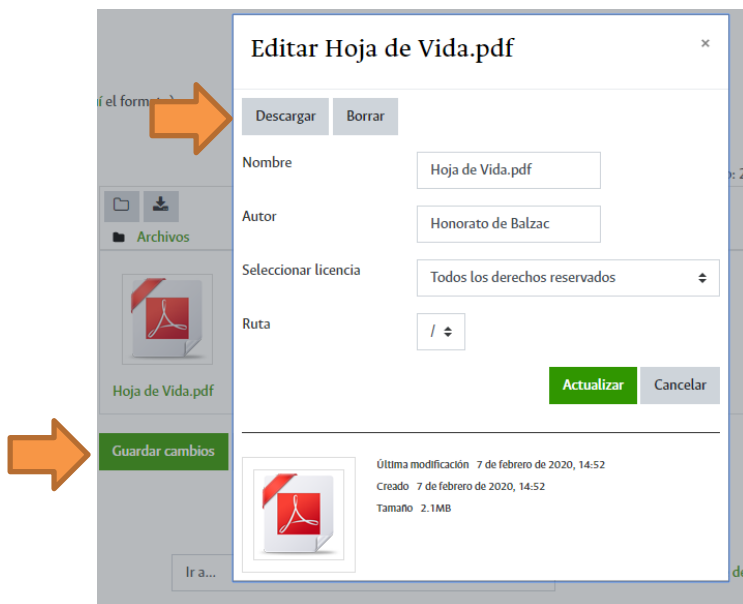 Editar Hoja de Vida.pdf ×
Descargar Borrar
Nombre Hoja de Vida.pdf
Archivos
Autor Honorato de Balzac
Seleccionar licencia Todos los derechos reservados
Ruta /
Hoja de Vida.pdf
Actualizar Cancelar
Guardar cambios
Última modificación 7 de febrero de 2020, 14:52
Creado 7 de febrero de 2020, 14:52
Tamaño 2.1MB
Ir a...